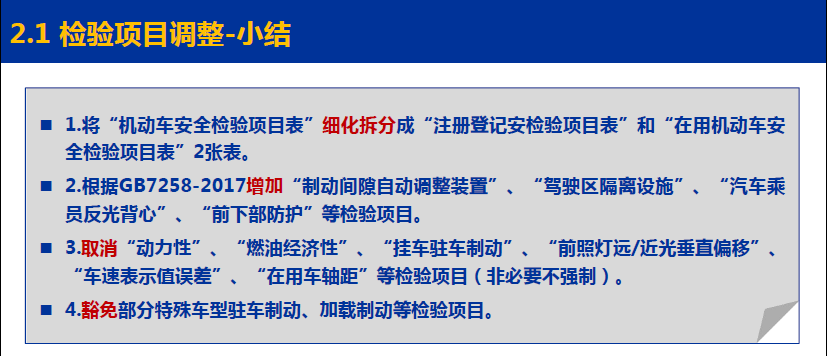 2.1 检验项目调整-小结
1.将“机动车安全检验项目表”细化拆分成“注册登记安检验项目表”和“在用机动车安
全检验项目表”2张表。
2.根据GB7258-2017增加“制动间隙自动调整装置”、“驾驶区隔离设施”、“汽车乘
员反光背心”、“前下部防护”等检验项目。
3.取消“动力性”、“燃油经济性”、“挂车驻车制动”、“前照灯远/近光垂直偏移”、
“车速表示值误差”、“在用车轴距”等检验项目（非必要不强制）。
4.豁免部分特殊车型驻车制动、加载制动等检验项目。